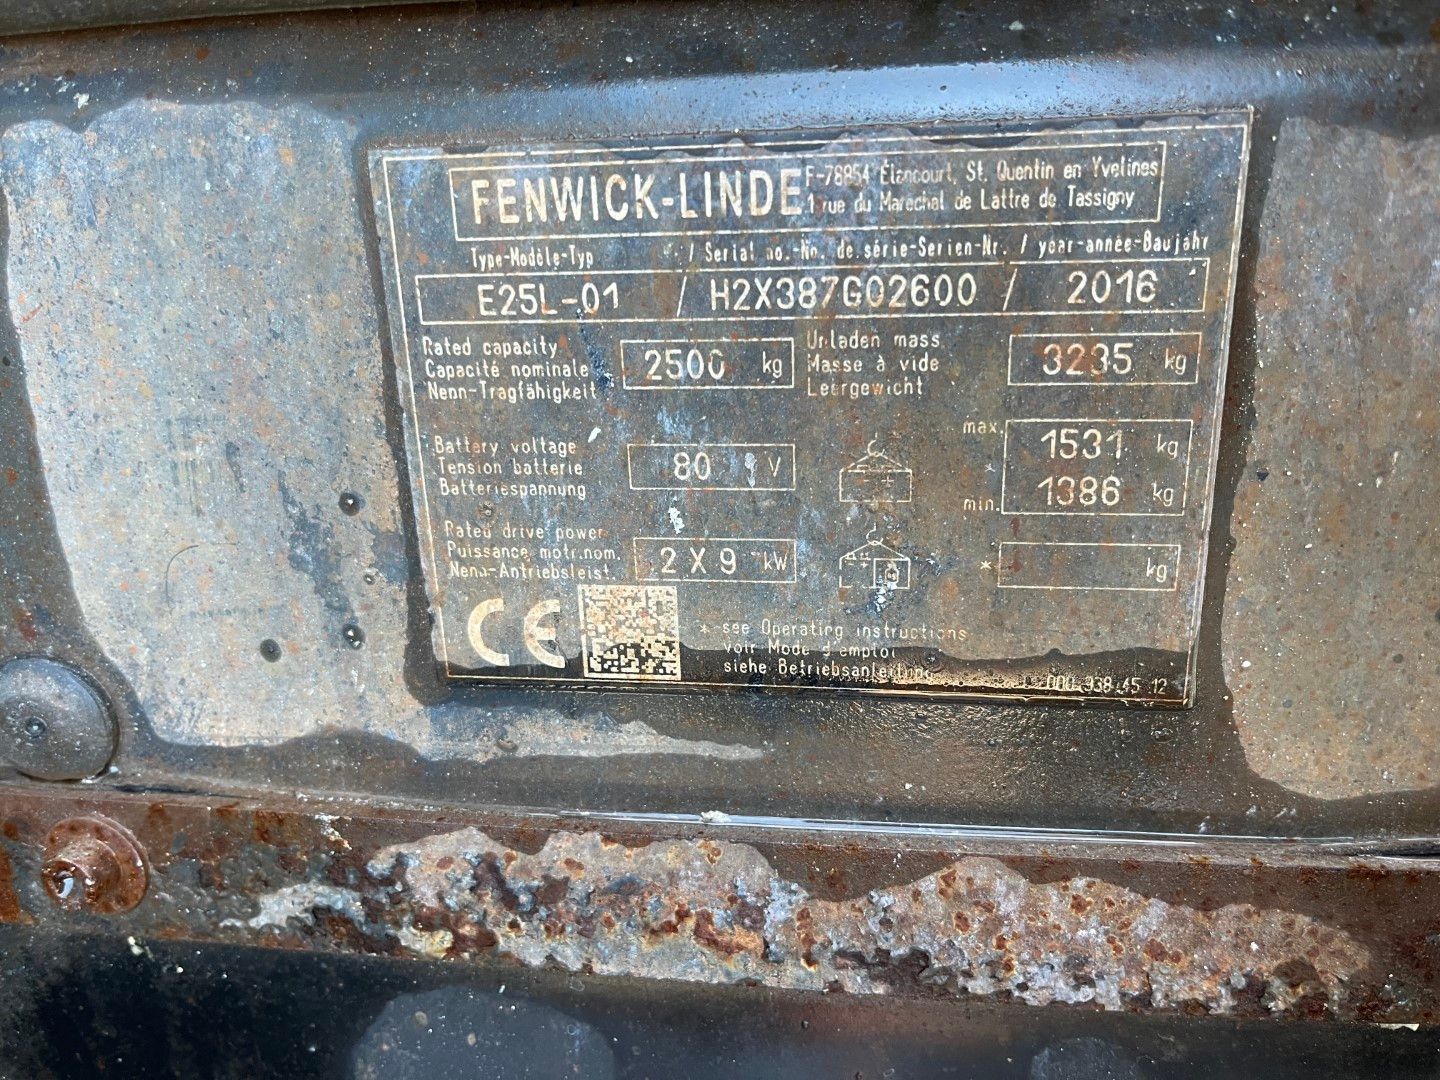 FENWICK-LINDE
F-78854 Élancourt, St. Quentin en Yvelines
1 rue du Maréchal de Lattre de Tassigny
Type-Modèle-Typ / Serial no.-No. de série-Serien-Nr. / year-année-Baujahr
E25L-01 / H2X387G02600 / 2016
Rated capacity
Capacité nominale
Nenn-Tragfähigkeit
2500 kg
Unladen mass
Masse à vide
Leergewicht
3235 kg
Battery voltage
Tension batterie
Batteriespannung
80 V
max. 1531 kg
*
min. 1386 kg
Rated drive power
Puissance motr.nom.
Nenn-Antriebsleist.
2 X 9 kW
* kg
CE
*-see Operating instructions
voir Mode d'emploi
siehe Betriebsanleitung
000 938 45 12